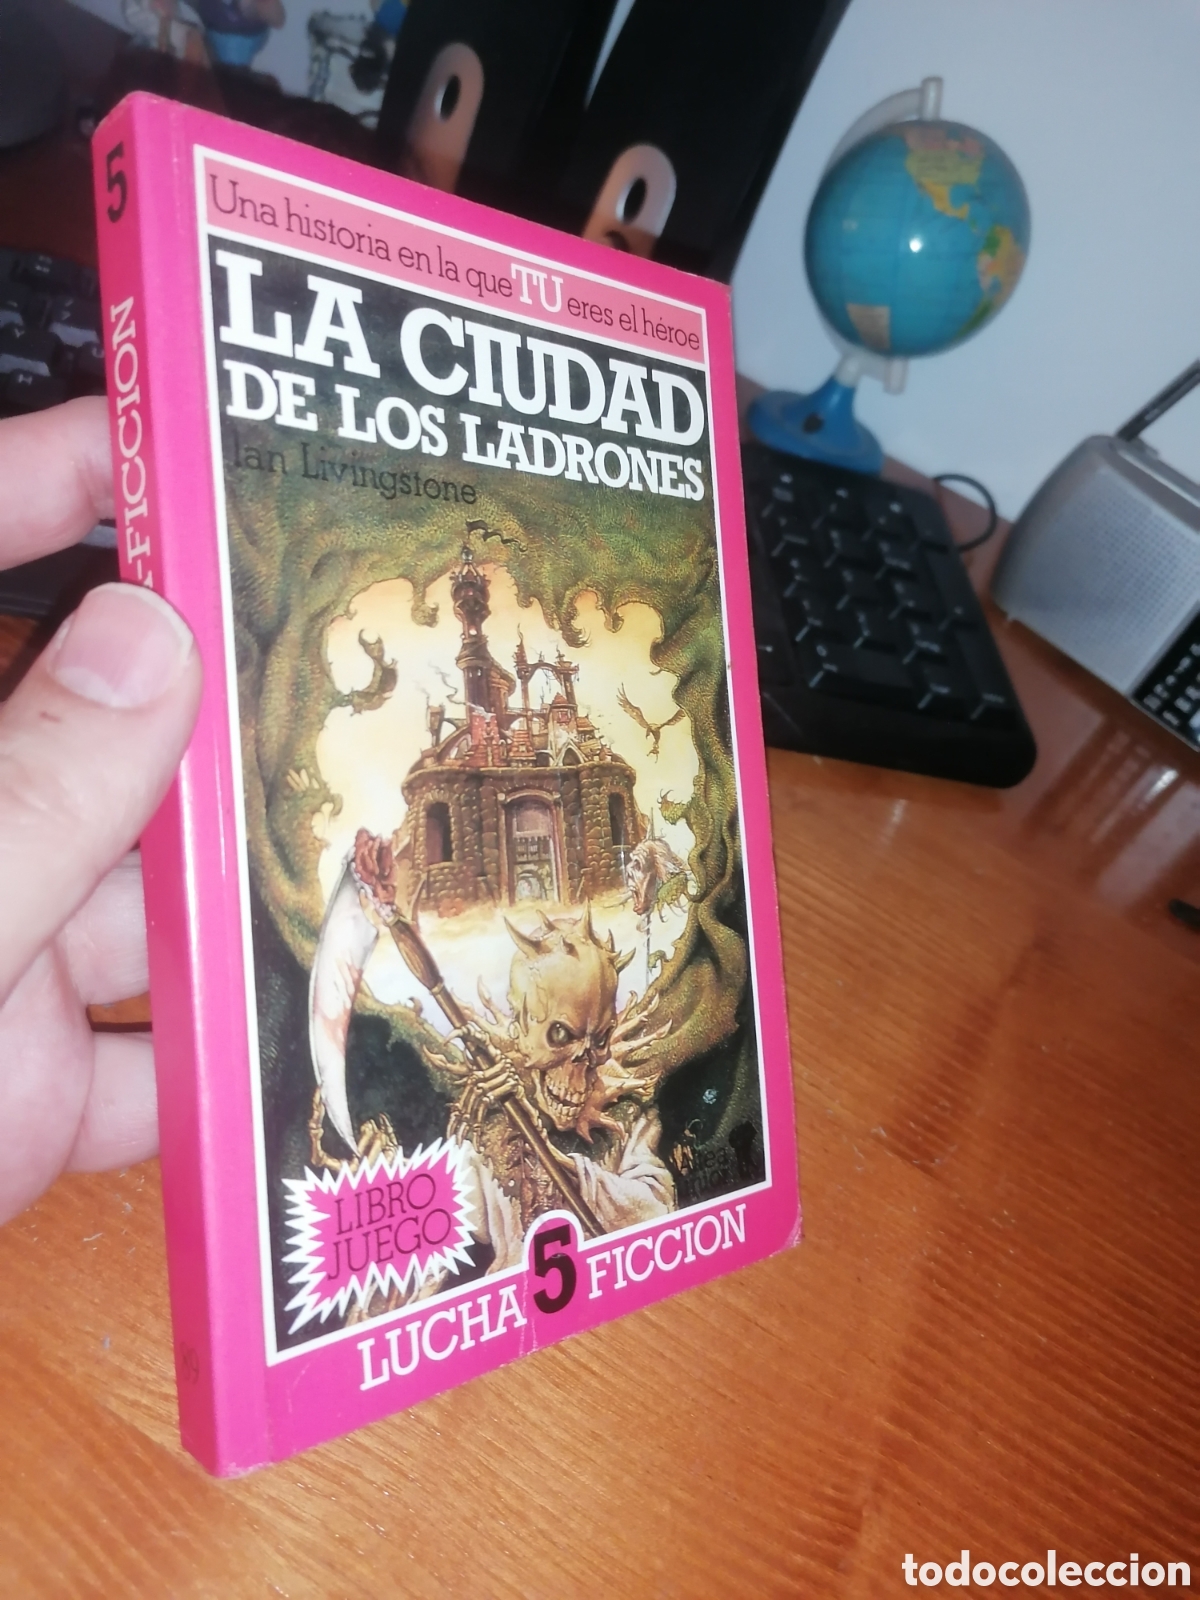 5
-FICCION
Una historia en la que TU eres el héroe
LA CIUDAD
DE LOS LADRONES
Ian Livingstone
LIBRO
JUEGO
LUCHA 5 FICCION
89
todocoleccion